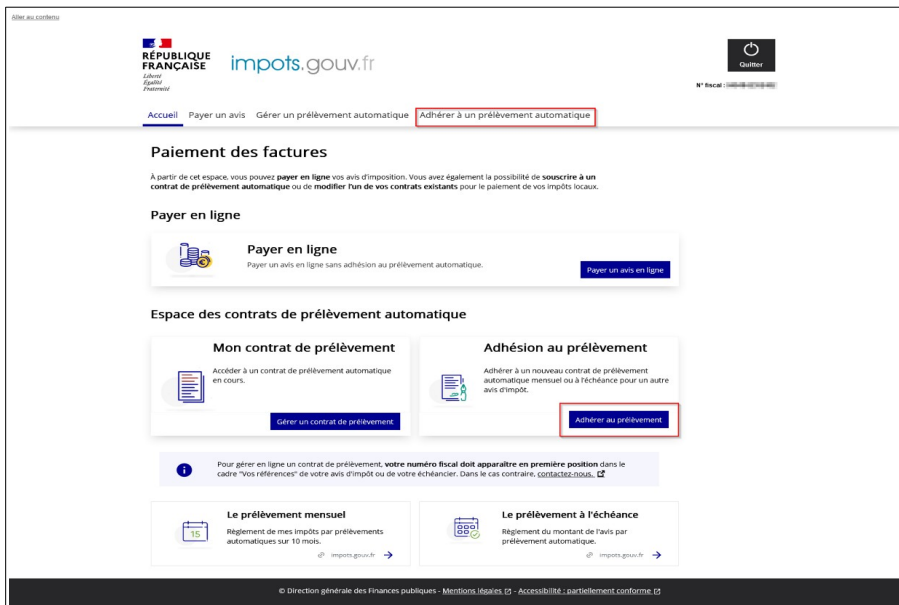 Aller au contenu
RÉPUBLIQUE
FRANÇAISE
Liberté
Égalité
Fraternité
impots.gouv.fr
Quitter
N° fiscal :
Accueil Payer un avis Gérer un prélèvement automatique Adhérer à un prélèvement automatique
Paiement des factures
À partir de cet espace, vous pouvez payer en ligne vos avis d'imposition. Vous avez également la possibilité de souscrire à un
contrat de prélèvement automatique ou de modifier l'un de vos contrats existants pour le paiement de vos impôts locaux.
Payer en ligne
Payer en ligne
Payer un avis en ligne sans adhésion au prélèvement automatique.
Payer un avis en ligne
Espace des contrats de prélèvement automatique
Mon contrat de prélèvement
Accéder à un contrat de prélèvement automatique
en cours.
Gérer un contrat de prélèvement
Adhésion au prélèvement
Adhérer à un nouveau contrat de prélèvement
automatique mensuel ou à l'échéance pour un autre
avis d'impôt.
Adhérer au prélèvement
Pour gérer en ligne un contrat de prélèvement, votre numéro fiscal doit apparaître en première position dans le
cadre "Vos références" de votre avis d'impôt ou de votre échéancier. Dans le cas contraire, contactez-nous.
Le prélèvement mensuel
15
Règlement de mes impôts par prélèvements
automatiques sur 10 mois.
impots.gouv.fr
Le prélèvement à l'échéance
Règlement du montant de l'avis par
prélèvement automatique.
impots.gouv.fr
© Direction générale des Finances publiques - Mentions légales - Accessibilité : partiellement conforme